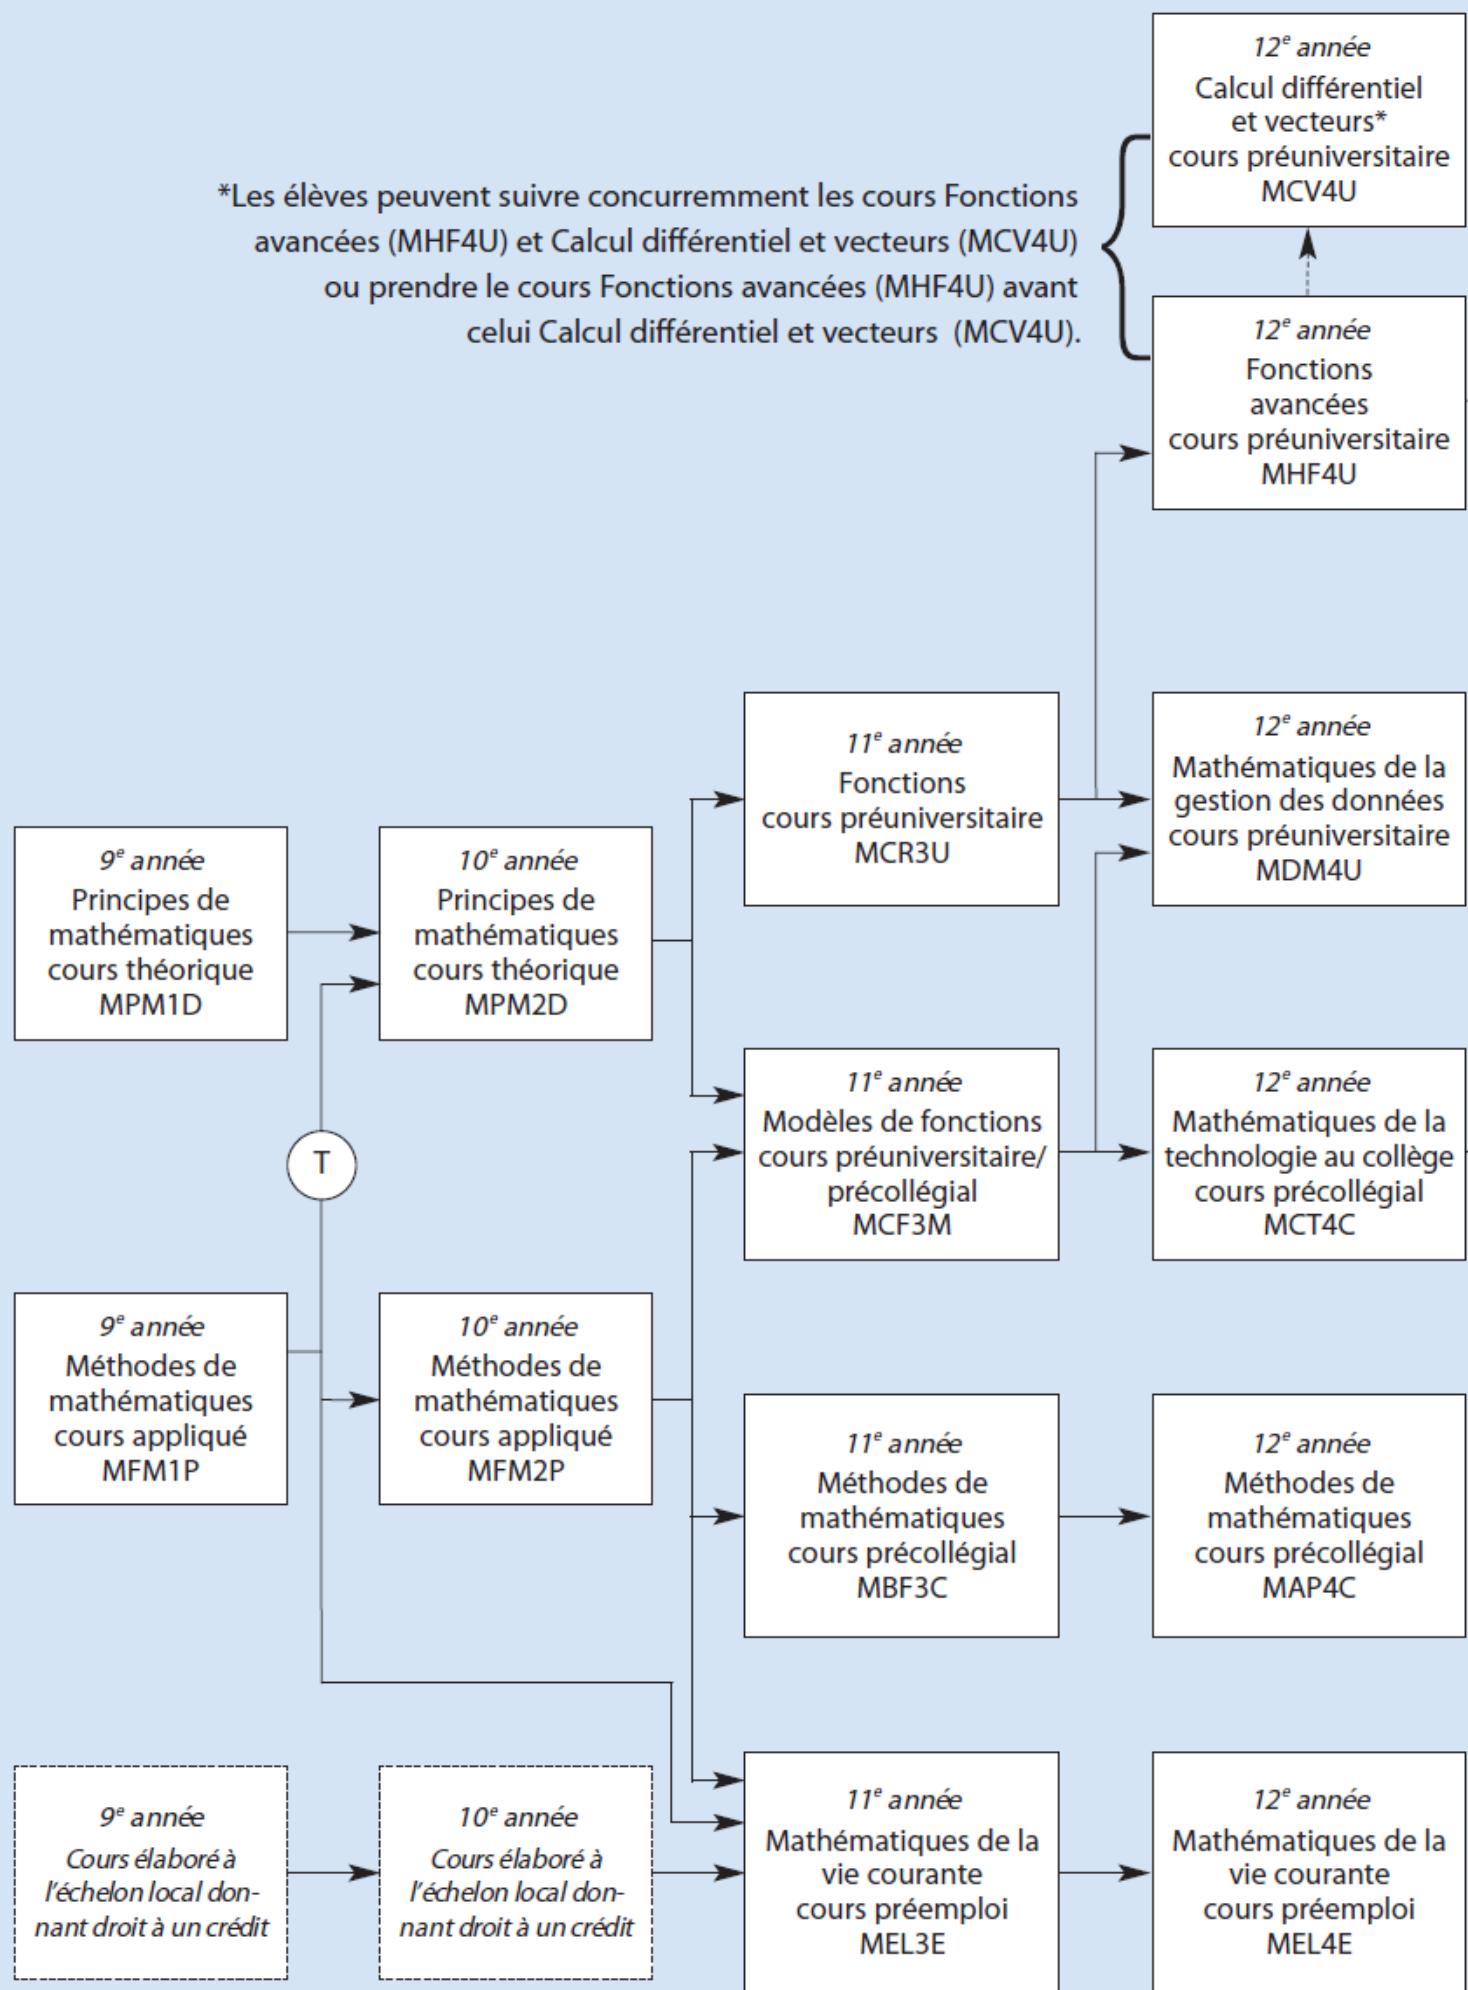 12e année
Calcul différentiel
et vecteurs*
cours préuniversitaire
MCV4U
*Les élèves peuvent suivre concurremment les cours Fonctions
avancées (MHF4U) et Calcul différentiel et vecteurs (MCV4U)
ou prendre le cours Fonctions avancées (MHF4U) avant
celui Calcul différentiel et vecteurs (MCV4U).
12e année
Fonctions
avancées
cours préuniversitaire
MHF4U
11e année
Fonctions
cours préuniversitaire
MCR3U
12e année
Mathématiques de la
gestion des données
cours préuniversitaire
MDM4U
9e année
Principes de
mathématiques
cours théorique
MPM1D
10e année
Principes de
mathématiques
cours théorique
MPM2D
T
11e année
Modèles de fonctions
cours préuniversitaire/
précollégial
MCF3M
12e année
Mathématiques de la
technologie au collège
cours précollégial
MCT4C
9e année
Méthodes de
mathématiques
cours appliqué
MFM1P
10e année
Méthodes de
mathématiques
cours appliqué
MFM2P
11e année
Méthodes de
mathématiques
cours précollégial
MBF3C
12e année
Méthodes de
mathématiques
cours précollégial
MAP4C
9e année
Cours élaboré à
l'échelon local don-
nant droit à un crédit
10e année
Cours élaboré à
l'échelon local don-
nant droit à un crédit
11e année
Mathématiques de la
vie courante
cours préemploi
MEL3E
12e année
Mathématiques de la
vie courante
cours préemploi
MEL4E